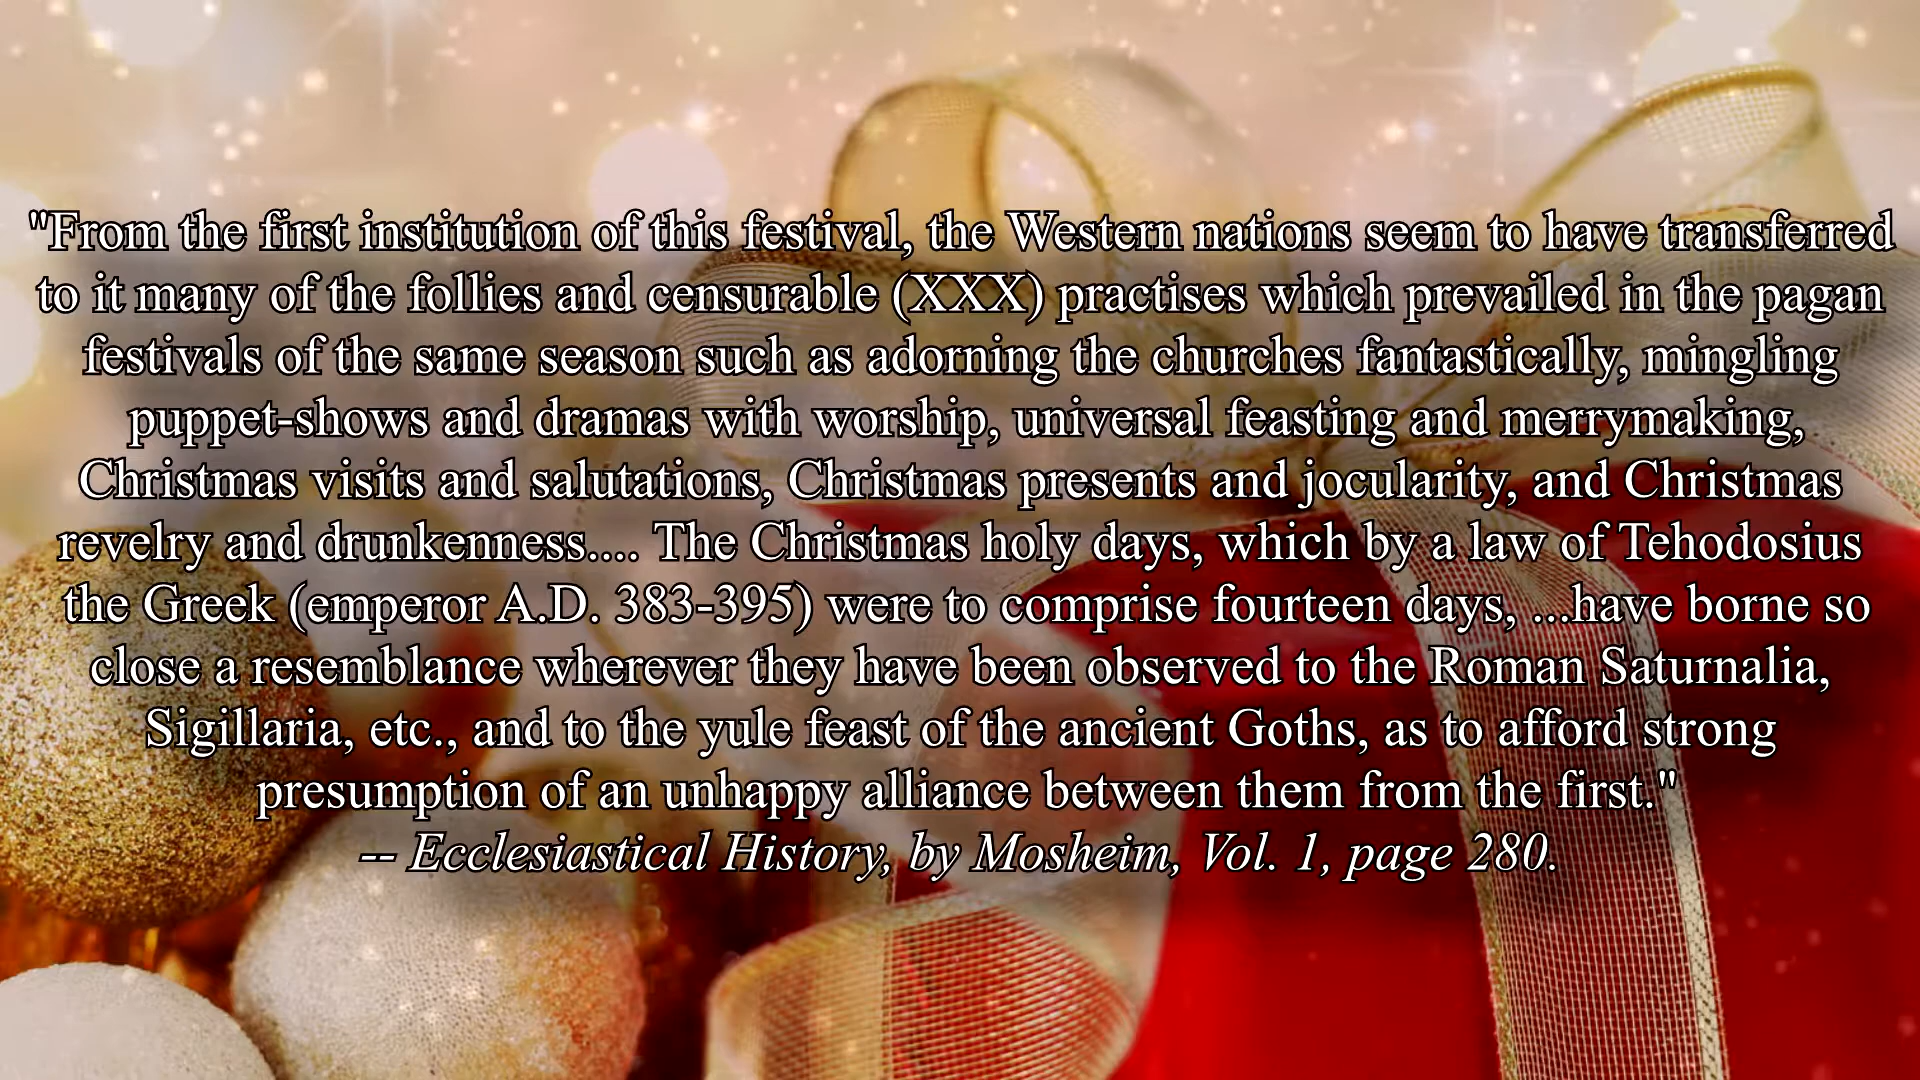 "From the first institution of this festival, the Western nations seem to have transferred
to it many of the follies and censurable (XXX) practises which prevailed in the pagan
festivals of the same season such as adorning the churches fantastically, mingling
puppet-shows and dramas with worship, universal feasting and merrymaking,
Christmas visits and salutations, Christmas presents and jocularity, and Christmas
revelry and drunkenness.... The Christmas holy days, which by a law of Tehodosius
the Greek (emperor A.D. 383-395) were to comprise fourteen days, ...have borne so
close a resemblance wherever they have been observed to the Roman Saturnalia,
Sigillaria, etc., and to the yule feast of the ancient Goths, as to afford strong
presumption of an unhappy alliance between them from the first."
-- Ecclesiastical History, by Mosheim, Vol. 1, page 280.